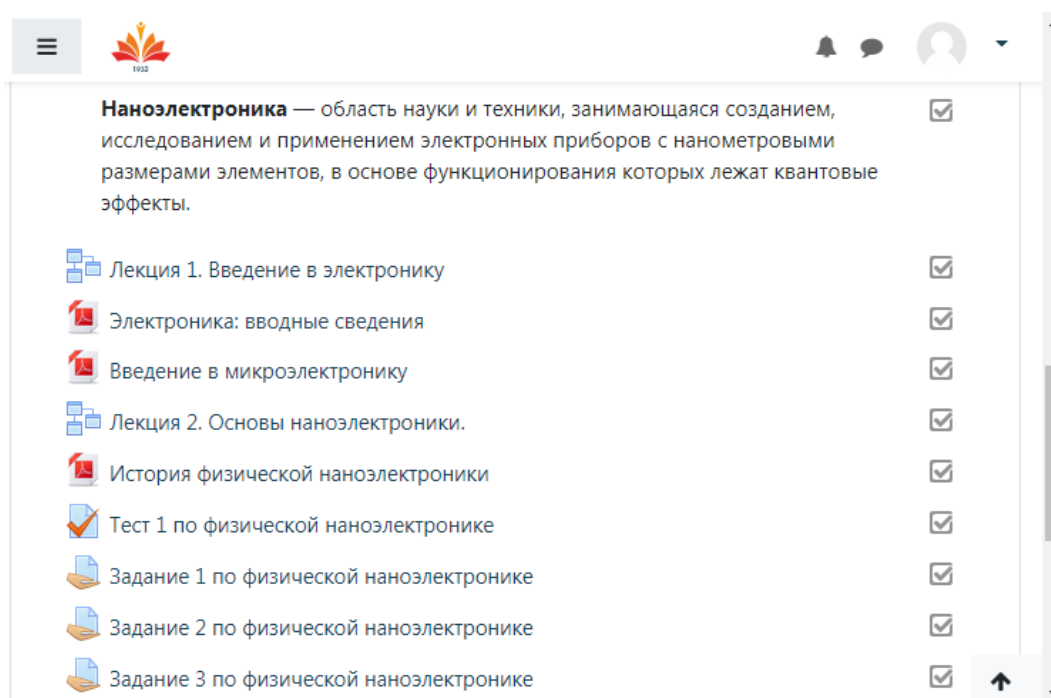 1932
Наноэлектроника — область науки и техники, занимающаяся созданием,
исследованием и применением электронных приборов с нанометровыми
размерами элементов, в основе функционирования которых лежат квантовые
эффекты.
Лекция 1. Введение в электронику
Электроника: вводные сведения
Введение в микроэлектронику
Лекция 2. Основы наноэлектроники.
История физической наноэлектроники
Тест 1 по физической наноэлектронике
Задание 1 по физической наноэлектронике
Задание 2 по физической наноэлектронике
Задание 3 по физической наноэлектронике